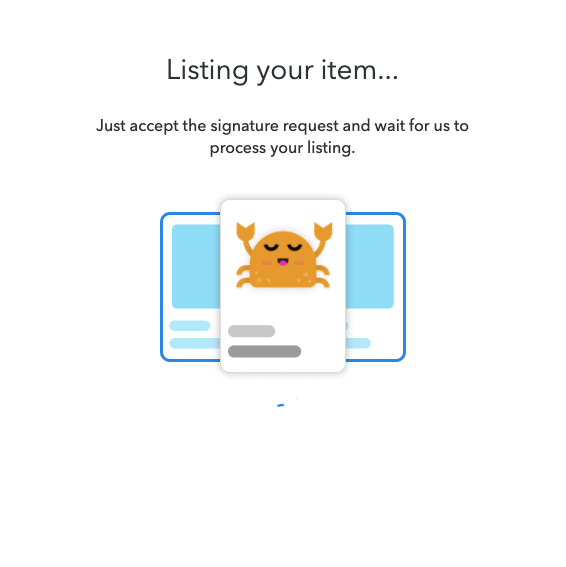 Listing your item...
Just accept the signature request and wait for us to
process your listing.